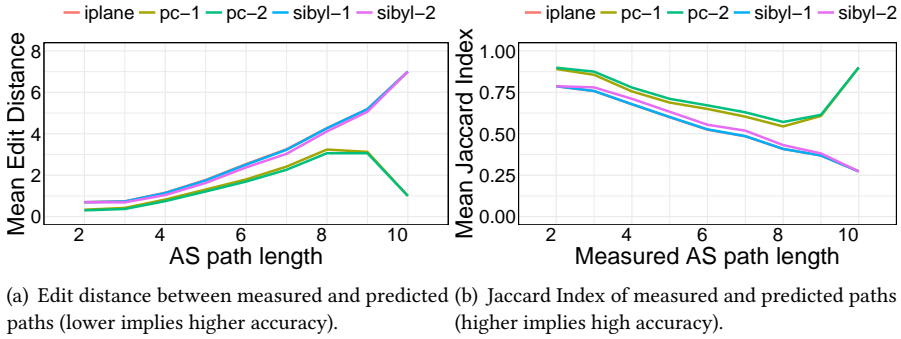 iplane pc−1 pc−2 sibyl−1 sibyl−2
Mean Edit Distance
8
6
4
2
0
2 4 6 8 10
AS path length
(a) Edit distance between measured and predicted
paths (lower implies higher accuracy).
iplane pc−1 pc−2 sibyl−1 sibyl−2
Mean Jaccard Index
1.00
0.75
0.50
0.25
0.00
2 4 6 8 10
Measured AS path length
(b) Jaccard Index of measured and predicted paths
(higher implies high accuracy).